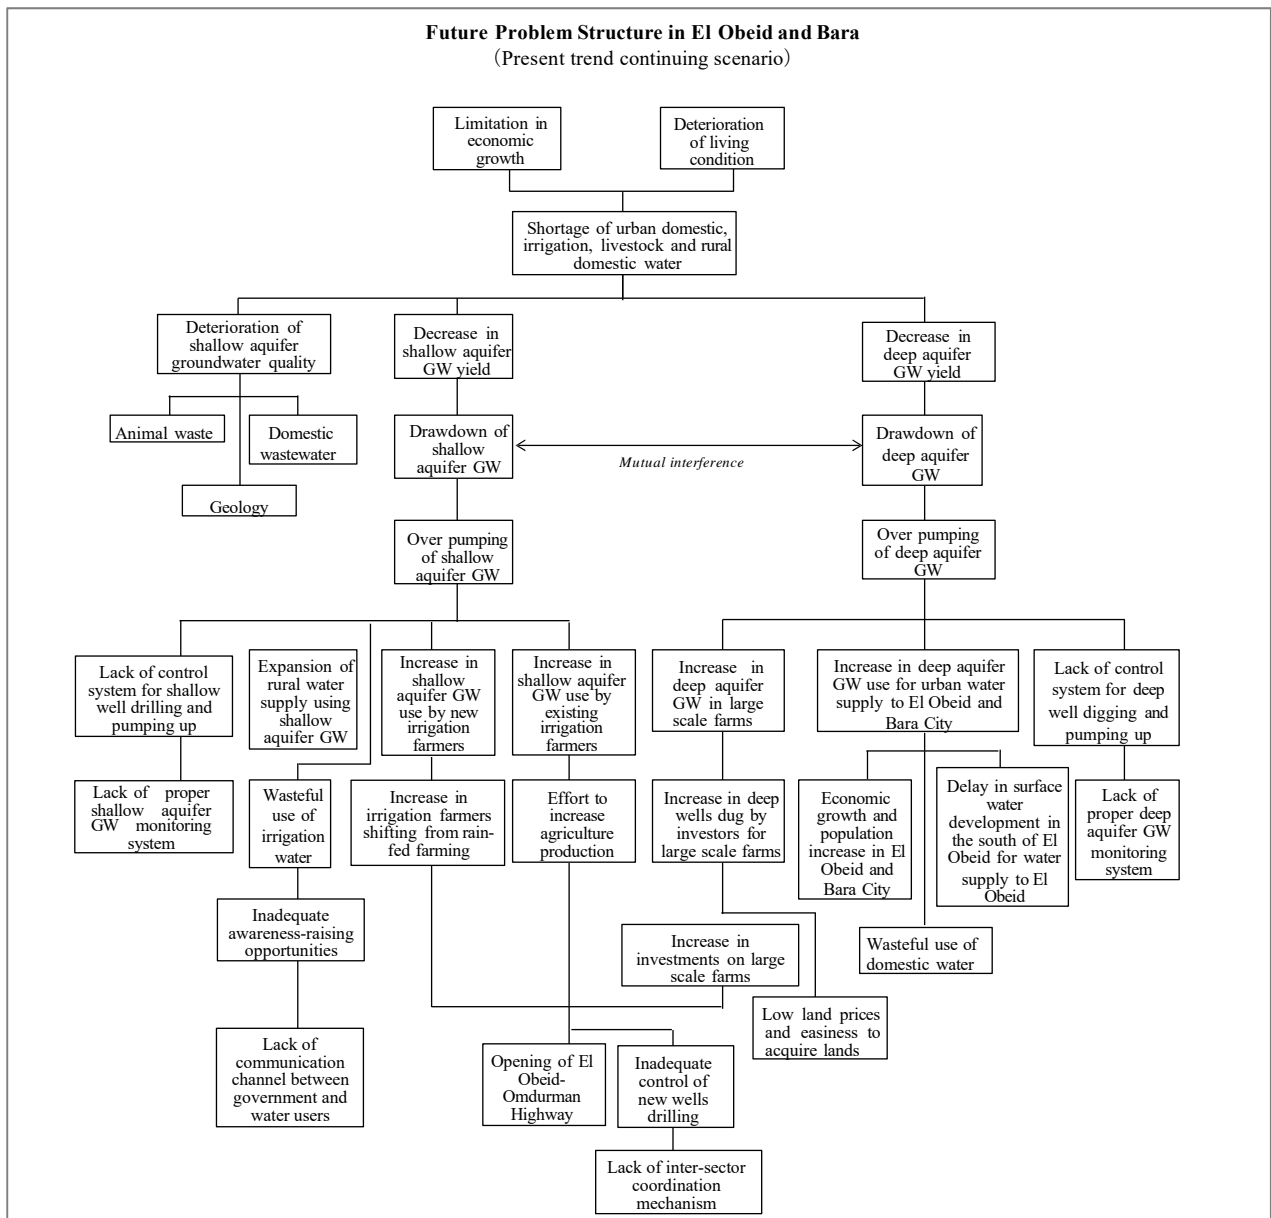 Future Problem Structure in El Obeid and Bara
（Present trend continuing scenario）
Limitation in
economic
growth
Deterioration
of living
condition
Shortage of urban domestic,
irrigation, livestock and rural
domestic water
Deterioration of
shallow aquifer
groundwater quality
Decrease in
shallow aquifer
GW yield
Decrease in
deep aquifer
GW yield
Animal waste
Domestic
wastewater
Geology
Drawdown of
shallow
aquifer GW
Mutual interference
Drawdown of
deep aquifer
GW
Over pumping
of shallow
aquifer GW
Over pumping
of deep aquifer
GW
Lack of control
system for shallow
well drilling and
pumping up
Expansion of
rural water
supply using
shallow
aquifer GW
Increase in
shallow
aquifer GW
use by new
irrigation
farmers
Increase in
shallow aquifer
GW use by
existing
irrigation
farmers
Increase in
deep aquifer
GW in large
scale farms
Increase in deep aquifer
GW use for urban water
supply to El Obeid and
Bara City
Lack of control
system for deep
well digging and
pumping up
Lack of proper
shallow aquifer
GW monitoring
system
Wasteful
use of
irrigation
water
Increase in
irrigation farmers
shifting from rain-
fed farming
Effort to
increase
agriculture
production
Increase in deep
wells dug by
investors for
large scale farms
Economic
growth and
population
increase in El
Obeid and
Bara City
Delay in surface
water
development in
the south of El
Obeid for water
supply to El
Obeid
Lack of
proper deep
aquifer GW
monitoring
system
Inadequate
awareness-raising
opportunities
Increase in
investments on large
scale farms
Wasteful use of
domestic water
Low land prices
and easiness to
acquire lands
Lack of
communication
channel between
government and
water users
Opening of El
Obeid-
Omdurman
Highway
Inadequate
control of
new wells
drilling
Lack of inter-sector
coordination
mechanism